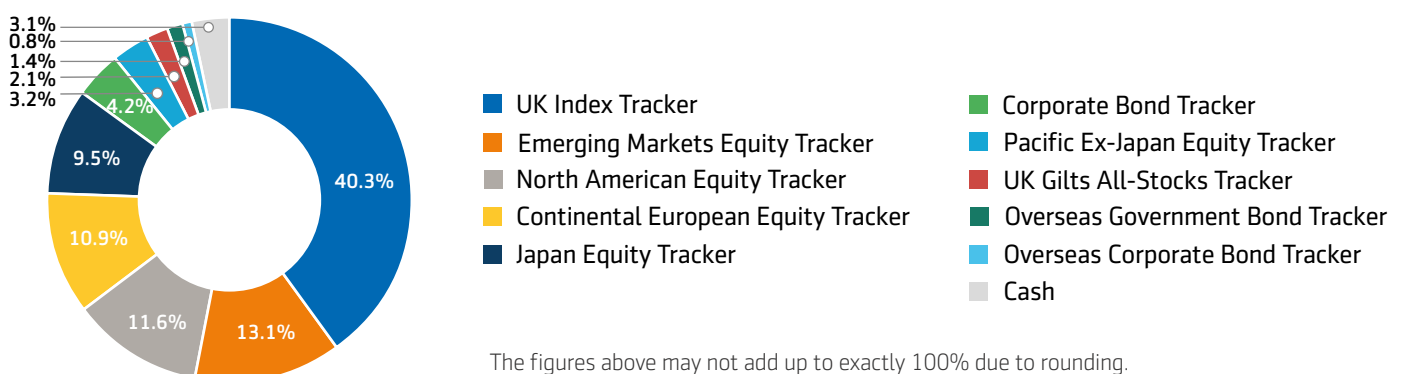 3.1%
0.8%
1.4%
2.1%
3.2%
4.2%
9.5%
10.9%
11.6%
13.1%
40.3%
UK Index Tracker
Emerging Markets Equity Tracker
North American Equity Tracker
Continental European Equity Tracker
Japan Equity Tracker
Corporate Bond Tracker
Pacific Ex-Japan Equity Tracker
UK Gilts All-Stocks Tracker
Overseas Government Bond Tracker
Overseas Corporate Bond Tracker
Cash
The figures above may not add up to exactly 100% due to rounding.